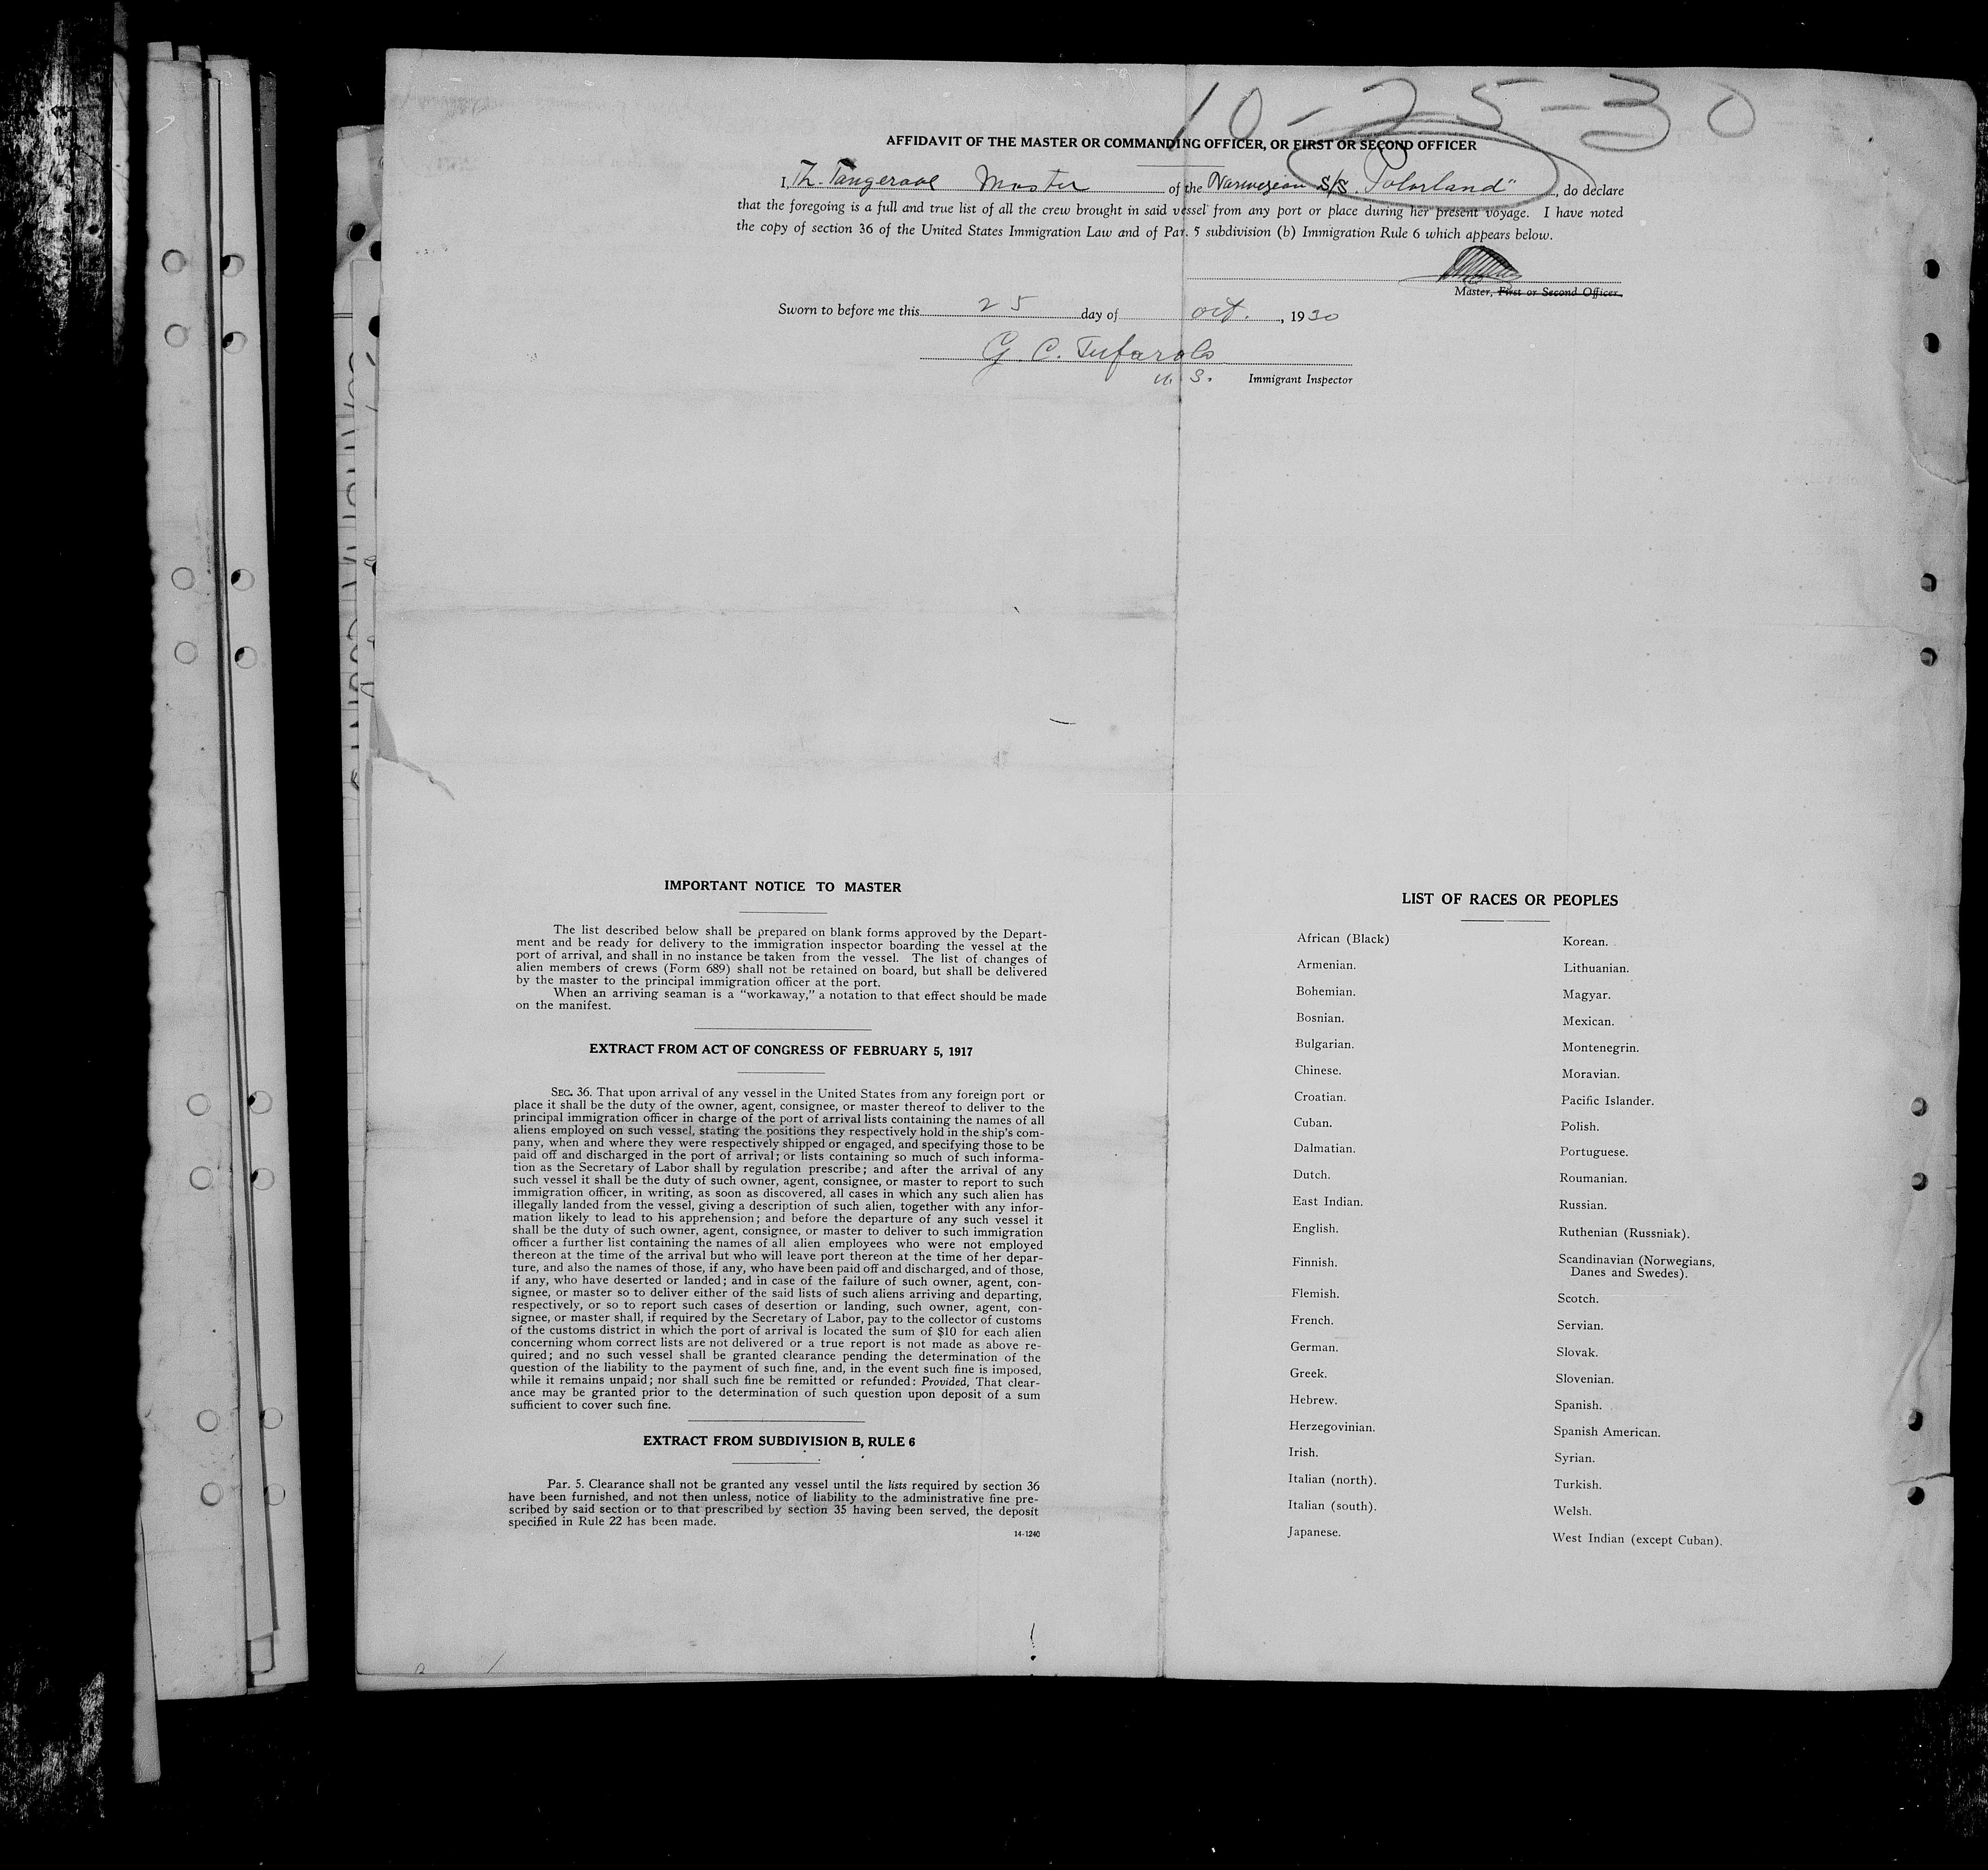 10-25-30
AFFIDAVIT OF THE MASTER OR COMMANDING OFFICER, OR FIRST OR SECOND OFFICER
I, Th. Master of the Norwegian S/S. "Polarland", do declare
that the foregoing is a full and true list of all the crew brought in said vessel from any port or place during her present voyage. I have noted
the copy of section 36 of the United States Immigration Law and of Par. 5 subdivision (b) Immigration Rule 6 which appears below.
Master, First or Second Officer.
Sworn to before me this 25 day of Oct., 1930
G. C.
U.S. Immigrant Inspector
IMPORTANT NOTICE TO MASTER
The list described below shall be prepared on blank forms approved by the Depart-
ment and be ready for delivery to the immigration inspector boarding the vessel at the
port of arrival, and shall in no instance be taken from the vessel. The list of changes of
alien members of crews (Form 689) shall not be retained on board, but shall be delivered
by the master to the principal immigration officer at the port.
When an arriving seaman is a "workaway," a notation to that effect should be made
on the manifest.
EXTRACT FROM ACT OF CONGRESS OF FEBRUARY 5, 1917
SEC. 36. That upon arrival of any vessel in the United States from any foreign port or
place it shall be the duty of the owner, agent, consignee, or master thereof to deliver to the
principal immigration officer in charge of the port of arrival lists containing the names of all
aliens employed on such vessel, stating the positions they respectively hold in the ship's com-
pany, when and where they were respectively shipped or engaged, and specifying those to be
paid off and discharged in the port of arrival; or lists containing so much of such informa-
tion as the Secretary of Labor shall by regulation prescribe; and after the arrival of any
such vessel it shall be the duty of such owner, agent, consignee, or master to report to such
immigration officer, in writing, as soon as discovered, all cases in which any such alien has
illegally landed from the vessel, giving a description of such alien, together with any infor-
mation likely to lead to his apprehension; and before the departure of any such vessel it
shall be the duty of such owner, agent, consignee, or master to deliver to such immigration
officer a further list containing the names of all alien employees who were not employed
thereon at the time of the arrival but who will leave port thereon at the time of her depar-
ture, and also the names of those, if any, who have been paid off and discharged, and of those,
if any, who have deserted or landed; and in case of the failure of such owner, agent, con-
signee, or master so to deliver either of the said lists of such aliens arriving and departing,
respectively, or so to report such cases of desertion or landing, such owner, agent, con-
signee, or master shall, if required by the Secretary of Labor, pay to the collector of customs
of the customs district in which the port of arrival is located the sum of $10 for each alien
concerning whom correct lists are not delivered or a true report is not made as above re-
quired; and no such vessel shall be granted clearance pending the determination of the
question of the liability to the payment of such fine, and, in the event such fine is imposed,
while it remains unpaid; nor shall such fine be remitted or refunded: Provided, That clear-
ance may be granted prior to the determination of such question upon deposit of a sum
sufficient to cover such fine.
EXTRACT FROM SUBDIVISION B, RULE 6
Par. 5. Clearance shall not be granted any vessel until the lists required by section 36
have been furnished, and not then unless, notice of liability to the administrative fine pre-
scribed by said section or to that prescribed by section 35 having been served, the deposit
specified in Rule 22 has been made.
14-1240
LIST OF RACES OR PEOPLES
African (Black)
Armenian.
Bohemian.
Bosnian.
Bulgarian.
Chinese.
Croatian.
Cuban.
Dalmatian.
Dutch.
East Indian.
English.
Finnish.
Flemish.
French.
German.
Greek.
Hebrew.
Herzegovinian.
Irish.
Italian (north).
Italian (south).
Japanese.
Korean.
Lithuanian.
Magyar.
Mexican.
Montenegrin.
Moravian.
Pacific Islander.
Polish.
Portuguese.
Roumanian.
Russian.
Ruthenian (Russniak).
Scandinavian (Norwegians,
Danes and Swedes).
Scotch.
Servian.
Slovak.
Slovenian.
Spanish.
Spanish American.
Syrian.
Turkish.
Welsh.
West Indian (except Cuban).